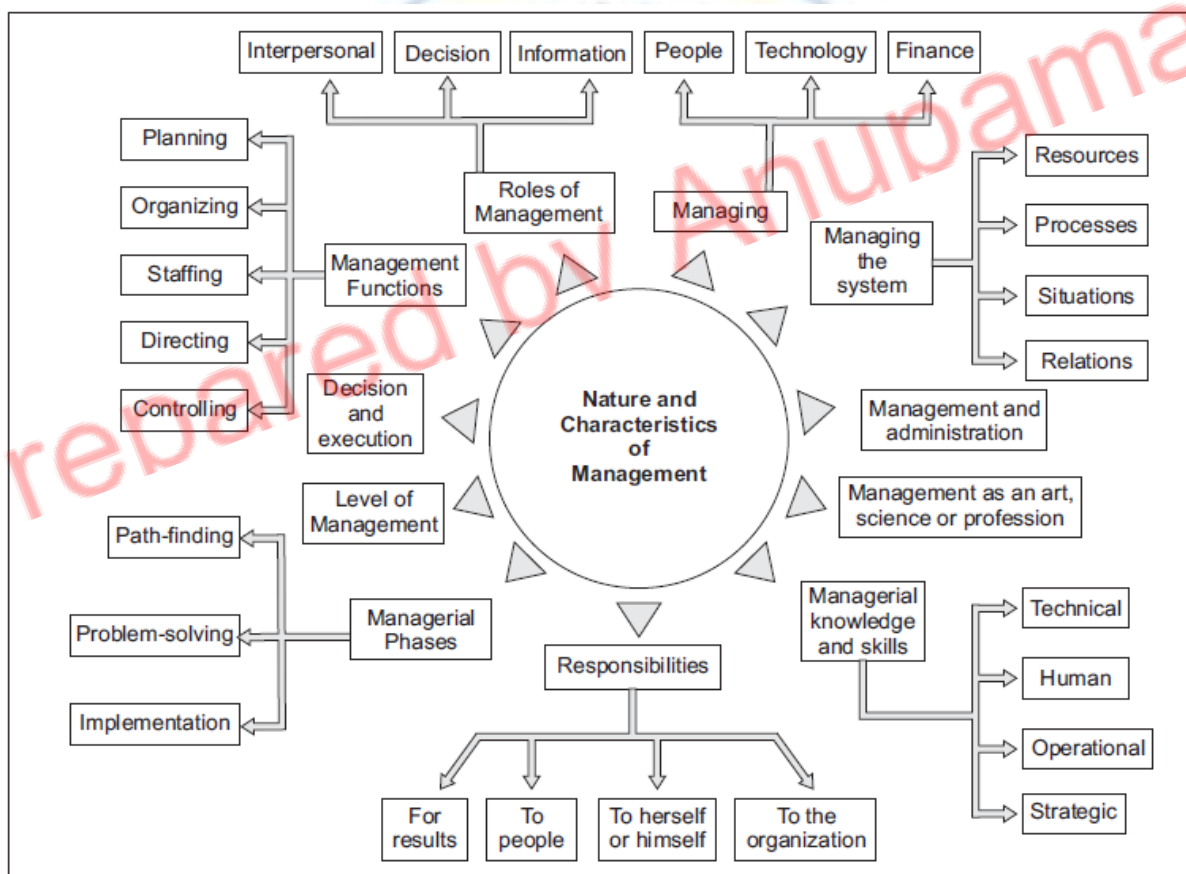 Interpersonal
Decision
Information
People
Technology
Finance
Planning
Organizing
Staffing
Directing
Controlling
Roles of
Management
Managing
Management
Functions
Managing
the
system
Resources
Processes
Situations
Relations
Decision
and
execution
Nature and
Characteristics
of
Management
Management and
administration
Level of
Management
Management as an art,
science or profession
Path-finding
Problem-solving
Implementation
Managerial
Phases
Responsibilities
Managerial
knowledge
and skills
Technical
Human
Operational
Strategic
For
results
To
people
To herself
or himself
To the
organization
repared by Anupama